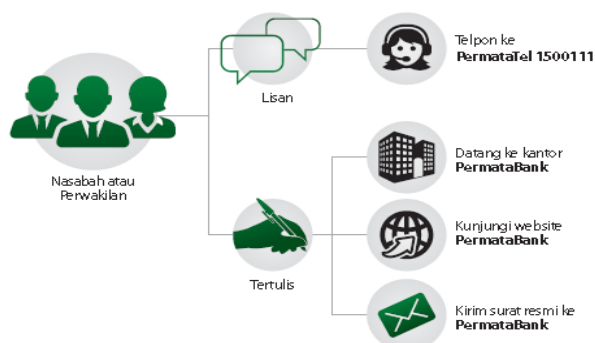 Nasabah atau
Perwakilan
Lisan
Telpon ke
PermataTel 1500111
Tertulis
Datang ke kantor
PermataBank
Kunjungi website
PermataBank
Kirim surat resmi ke
PermataBank